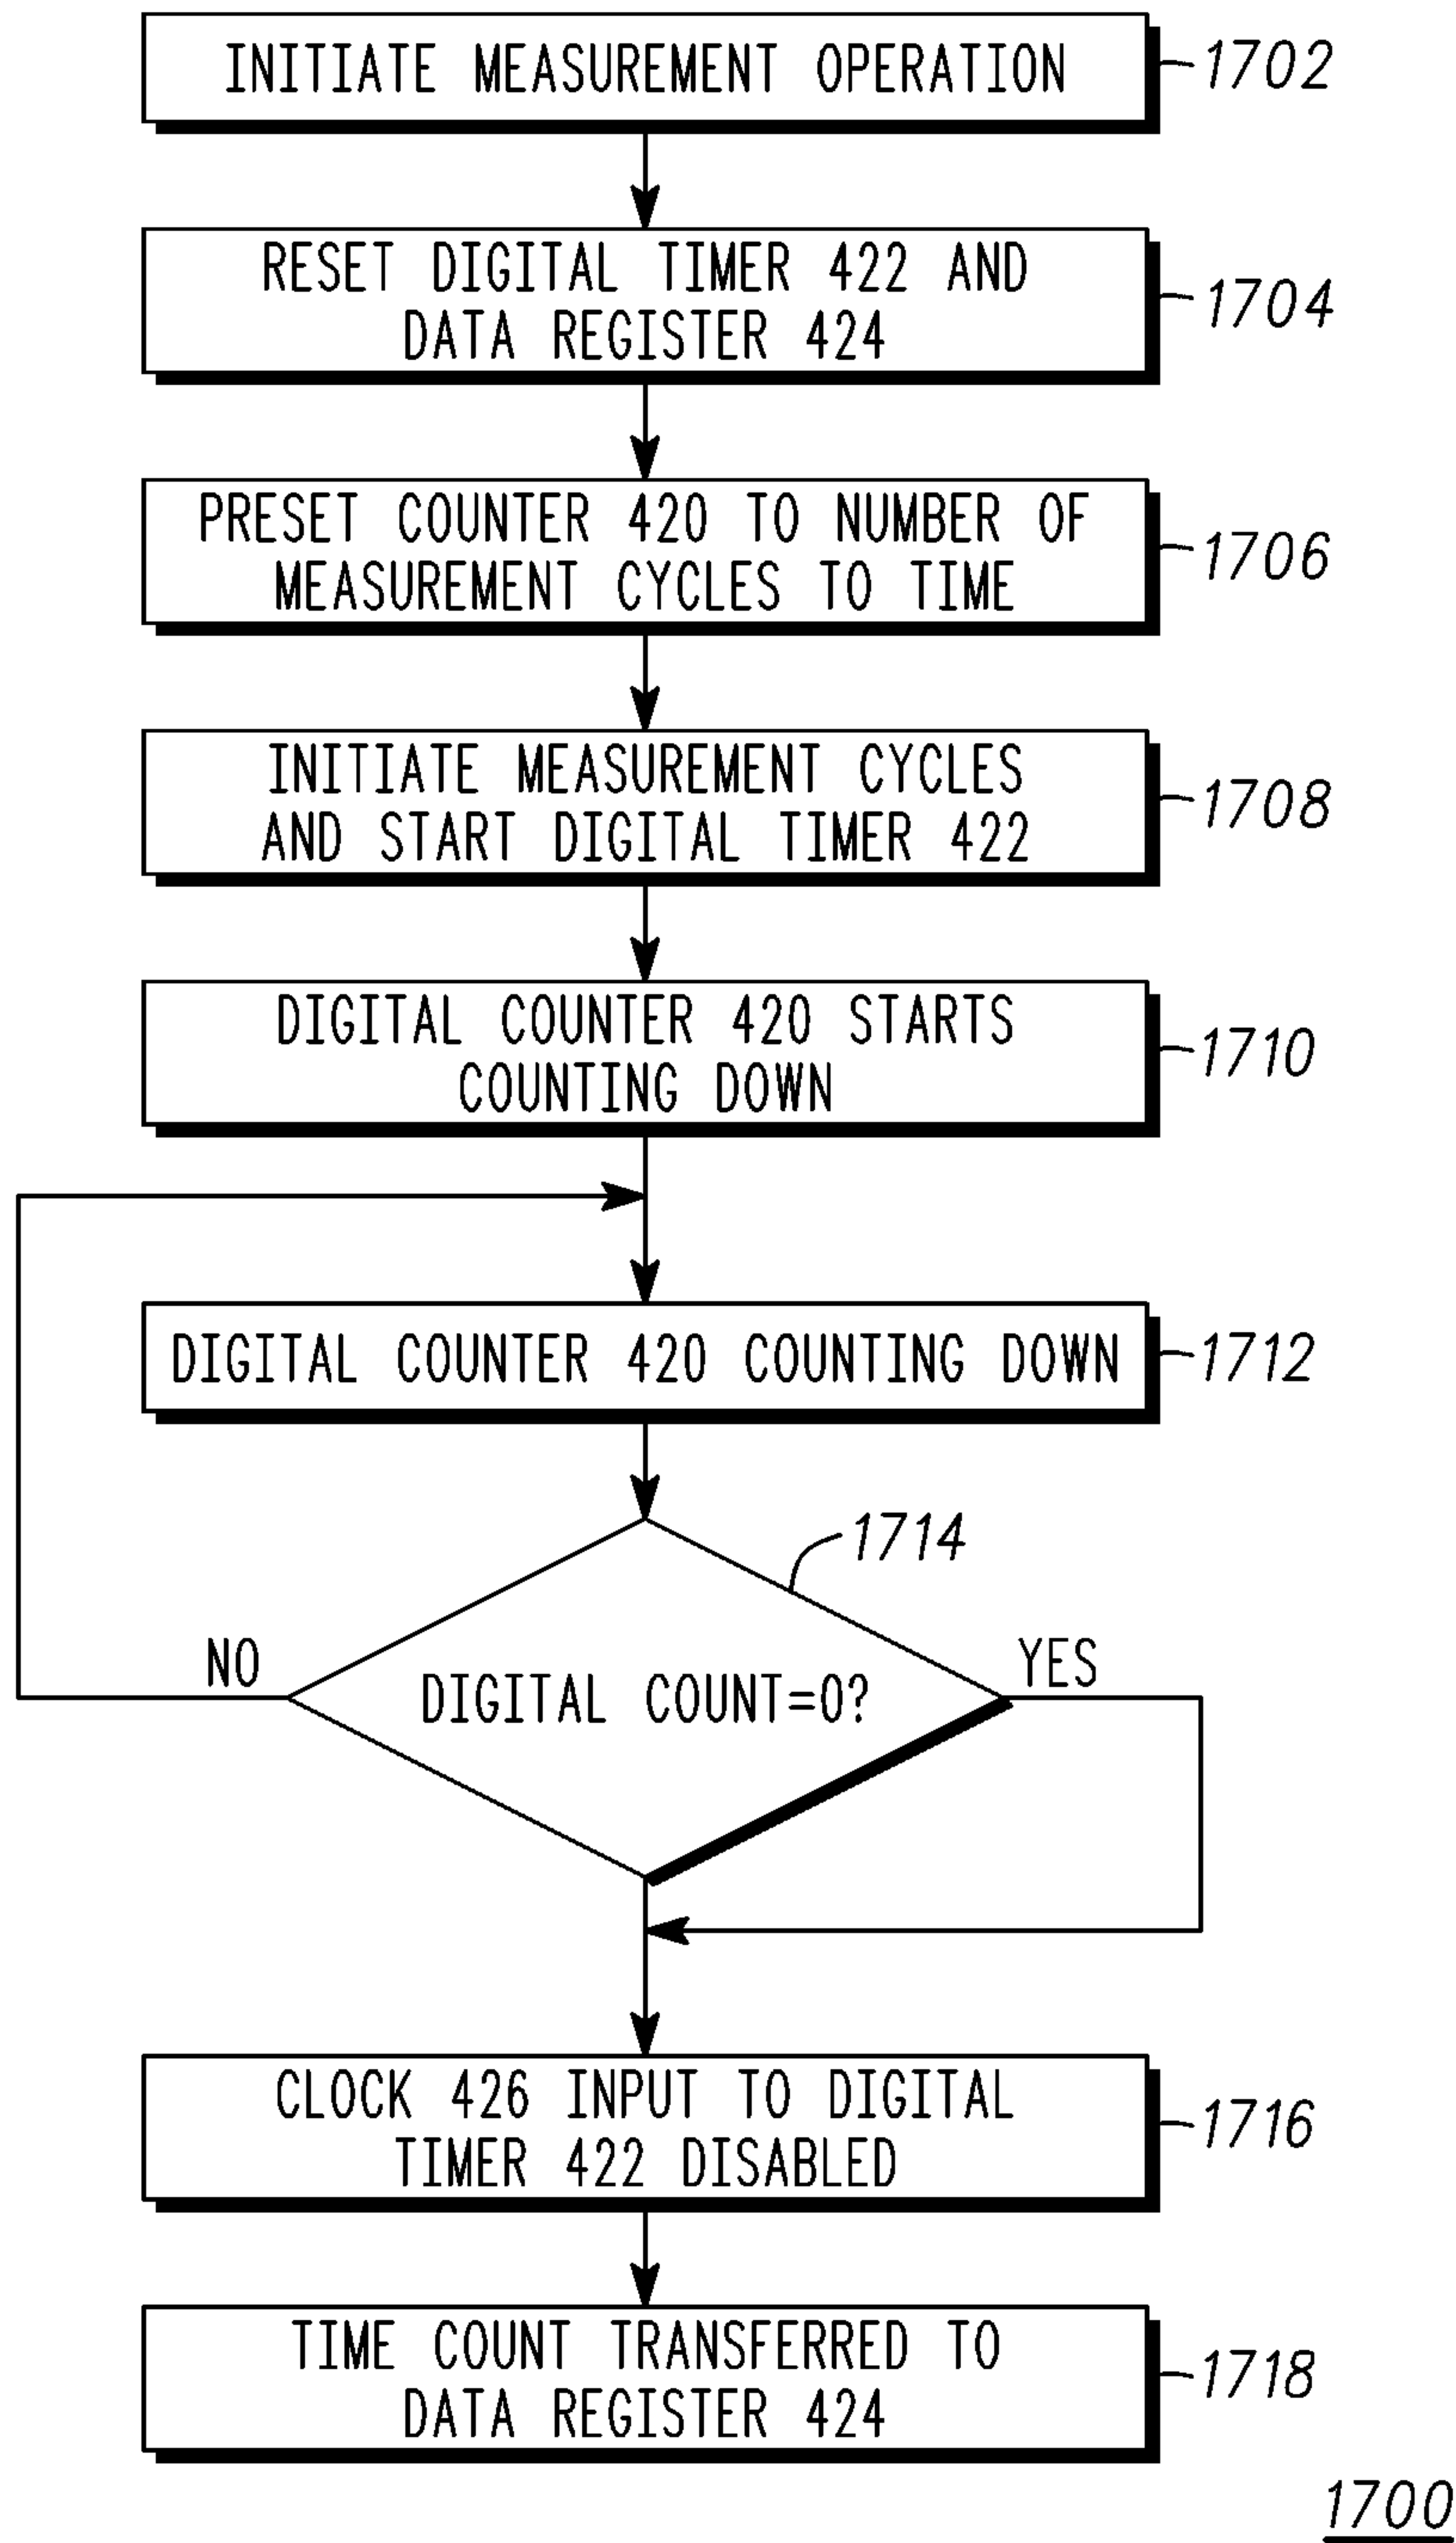 INITIATE MEASUREMENT OPERATION
1702
RESET DIGITAL TIMER 422 AND
DATA REGISTER 424
1704
PRESET COUNTER 420 TO NUMBER OF
MEASUREMENT CYCLES TO TIME
1706
INITIATE MEASUREMENT CYCLES
AND START DIGITAL TIMER 422
1708
DIGITAL COUNTER 420 STARTS
COUNTING DOWN
1710
DIGITAL COUNTER 420 COUNTING DOWN
1712
1714
NO
DIGITAL COUNT=0?
YES
CLOCK 426 INPUT TO DIGITAL
TIMER 422 DISABLED
1716
TIME COUNT TRANSFERRED TO
DATA REGISTER 424
1718
1700